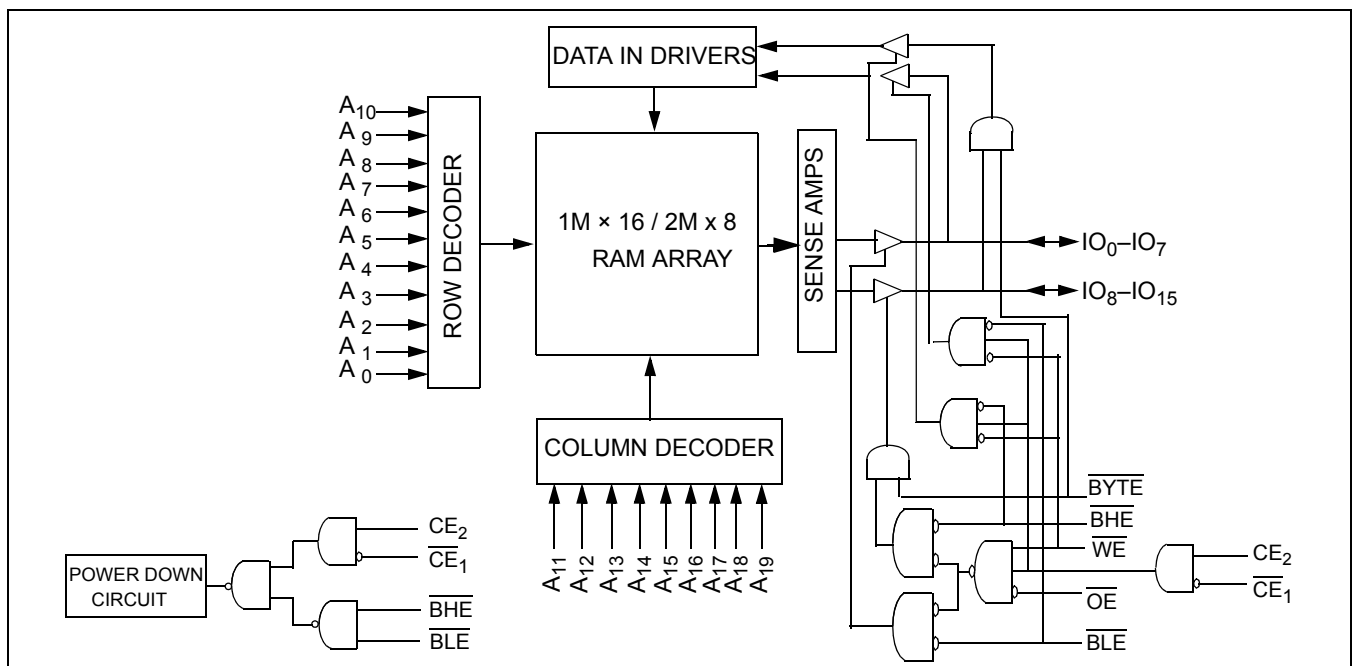 DATA IN DRIVERS
A10
A9
A8
A7
A6
A5
A4
A3
A2
A1
A0
ROW DECODER
1M × 16 / 2M x 8
RAM ARRAY
SENSE AMPS
IO0–IO7
IO8–IO15
COLUMN DECODER
A11
A12
A13
A14
A15
A16
A17
A18
A19
BYTE
BHE
WE
OE
BLE
CE2
CE1
POWER DOWN
CIRCUIT
CE2
CE1
BHE
BLE